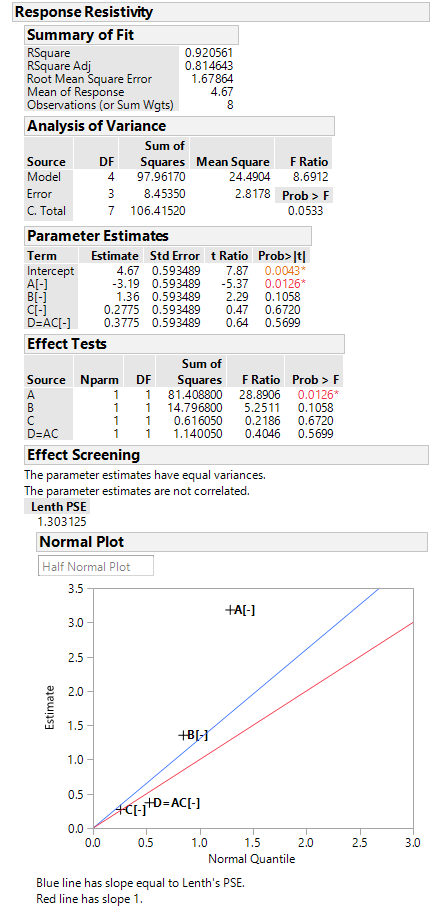 Response Resistivity
Summary of Fit
RSquare 0.920561
RSquare Adj 0.814643
Root Mean Square Error 1.67864
Mean of Response 4.67
Observations (or Sum Wgts) 8
Analysis of Variance
Sum of
Source DF Squares Mean Square F Ratio
Model 4 97.96170 24.4904 8.6912
Error 3 8.45350 2.8178 Prob > F
C. Total 7 106.41520 0.0533
Parameter Estimates
Term Estimate Std Error t Ratio Prob>|t|
Intercept 4.67 0.593489 7.87 0.0043*
A[-] -3.19 0.593489 -5.37 0.0126*
B[-] 1.36 0.593489 2.29 0.1058
C[-] 0.2775 0.593489 0.47 0.6720
D=AC[-] 0.3775 0.593489 0.64 0.5699
Effect Tests
Sum of
Source Nparm DF Squares F Ratio Prob > F
A 1 1 81.408800 28.8906 0.0126*
B 1 1 14.796800 5.2511 0.1058
C 1 1 0.616050 0.2186 0.6720
D=AC 1 1 1.140050 0.4046 0.5699
Effect Screening
The parameter estimates have equal variances.
The parameter estimates are not correlated.
Lenth PSE
1.303125
Normal Plot
Half Normal Plot
3.5
3.0
2.5
2.0
1.5
1.0
0.5
0.0
Estimate
A[-]
B[-]
C[-]
D=AC[-]
0.0 0.5 1.0 1.5 2.0 2.5 3.0
Normal Quantile
Blue line has slope equal to Lenth's PSE.
Red line has slope 1.